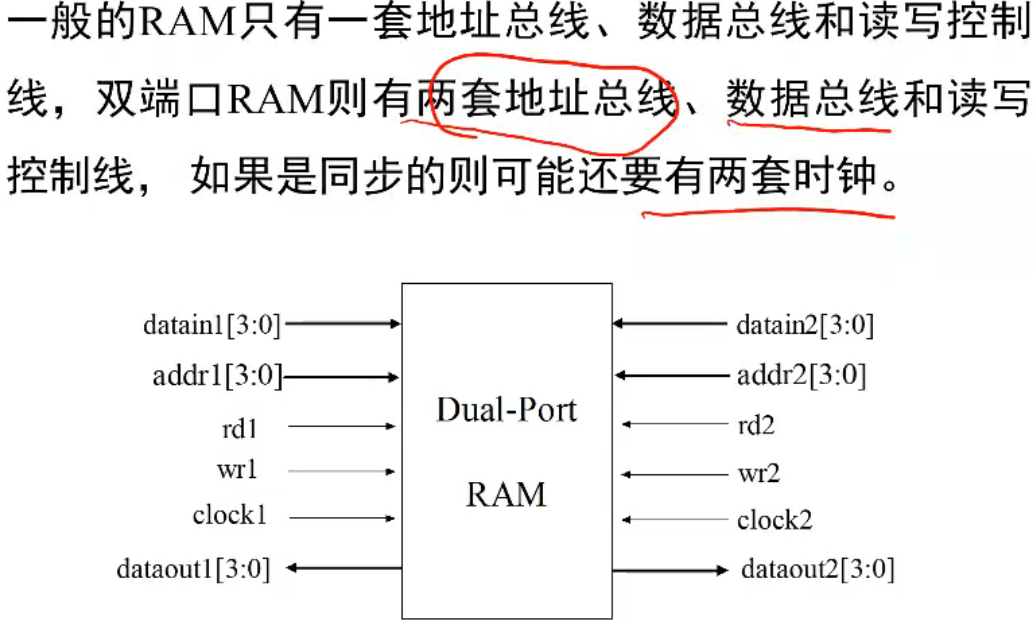 一般的RAM只有一套地址总线、数据总线和读写控制
线，双端口RAM则有两套地址总线、数据总线和读写
控制线， 如果是同步的则可能还要有两套时钟。
datain1[3:0]
datain2[3:0]
addr1[3:0]
addr2[3:0]
Dual-Port
rd1
rd2
wr1
wr2
RAM
clock1
clock2
dataout1[3:0]
dataout2[3:0]